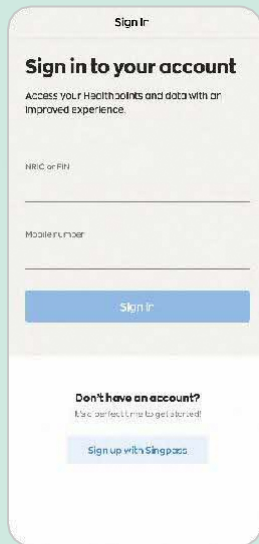 Sign In
Sign in to your account
Access your Healthpoints and data with an
improved experience.
NRIC or FIN
Mobile number
Sign in
Don't have an account?
It's a perfect time to get started!
Sign up with Singpass